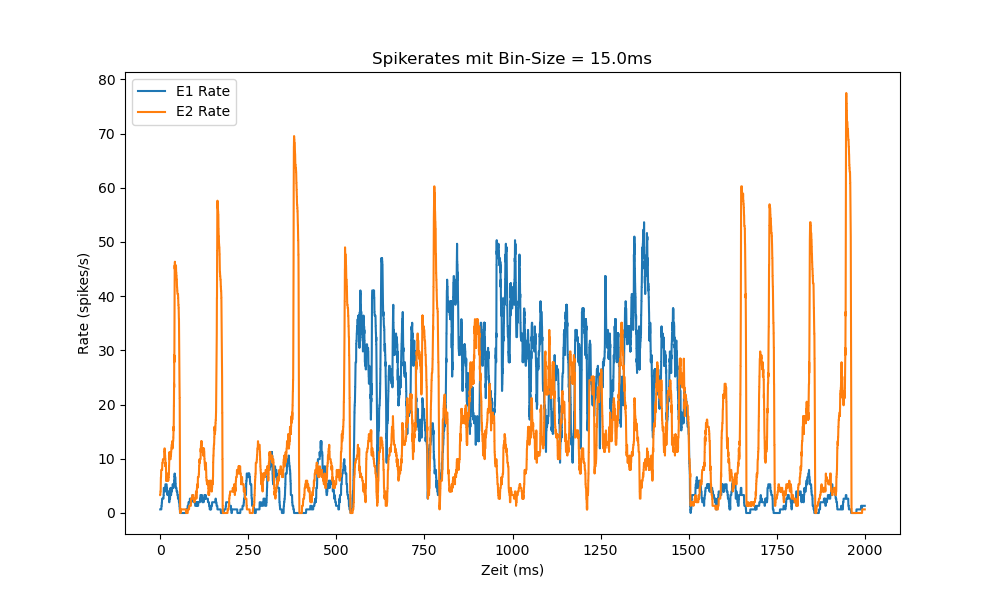 Spikerates mit Bin-Size = 15.0ms
E1 Rate
E2 Rate
Rate (spikes/s)
80
70
60
50
40
30
20
10
0
0 250 500 750 1000 1250 1500 1750 2000
Zeit (ms)